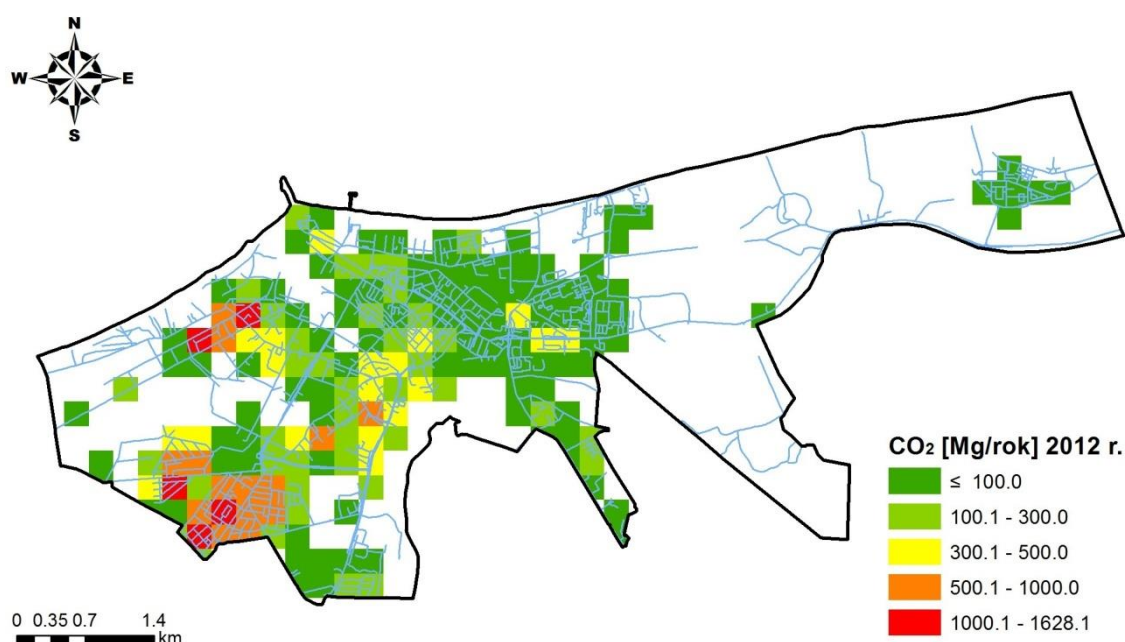 N
W E
S
CO₂ [Mg/rok] 2012 r.
≤ 100.0
100.1 - 300.0
300.1 - 500.0
500.1 - 1000.0
1000.1 - 1628.1
0 0.35 0.7 1.4
km